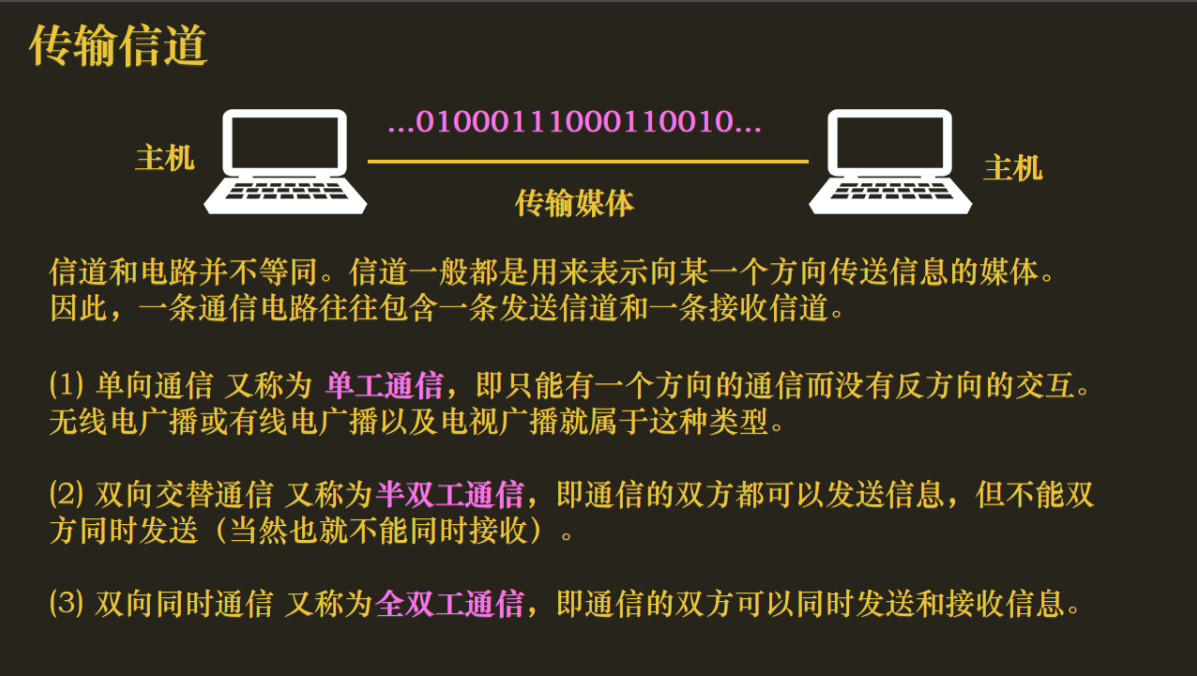 传输信道
...01000111000110010...
主机
主机
传输媒体
信道和电路并不等同。信道一般都是用来表示向某一个方向传送信息的媒体。
因此，一条通信电路往往包含一条发送信道和一条接收信道。
(1) 单向通信 又称为 单工通信，即只能有一个方向的通信而没有反方向的交互。
无线电广播或有线电广播以及电视广播就属于这种类型。
(2) 双向交替通信 又称为半双工通信，即通信的双方都可以发送信息，但不能双
方同时发送（当然也就不能同时接收）。
(3) 双向同时通信 又称为全双工通信，即通信的双方可以同时发送和接收信息。